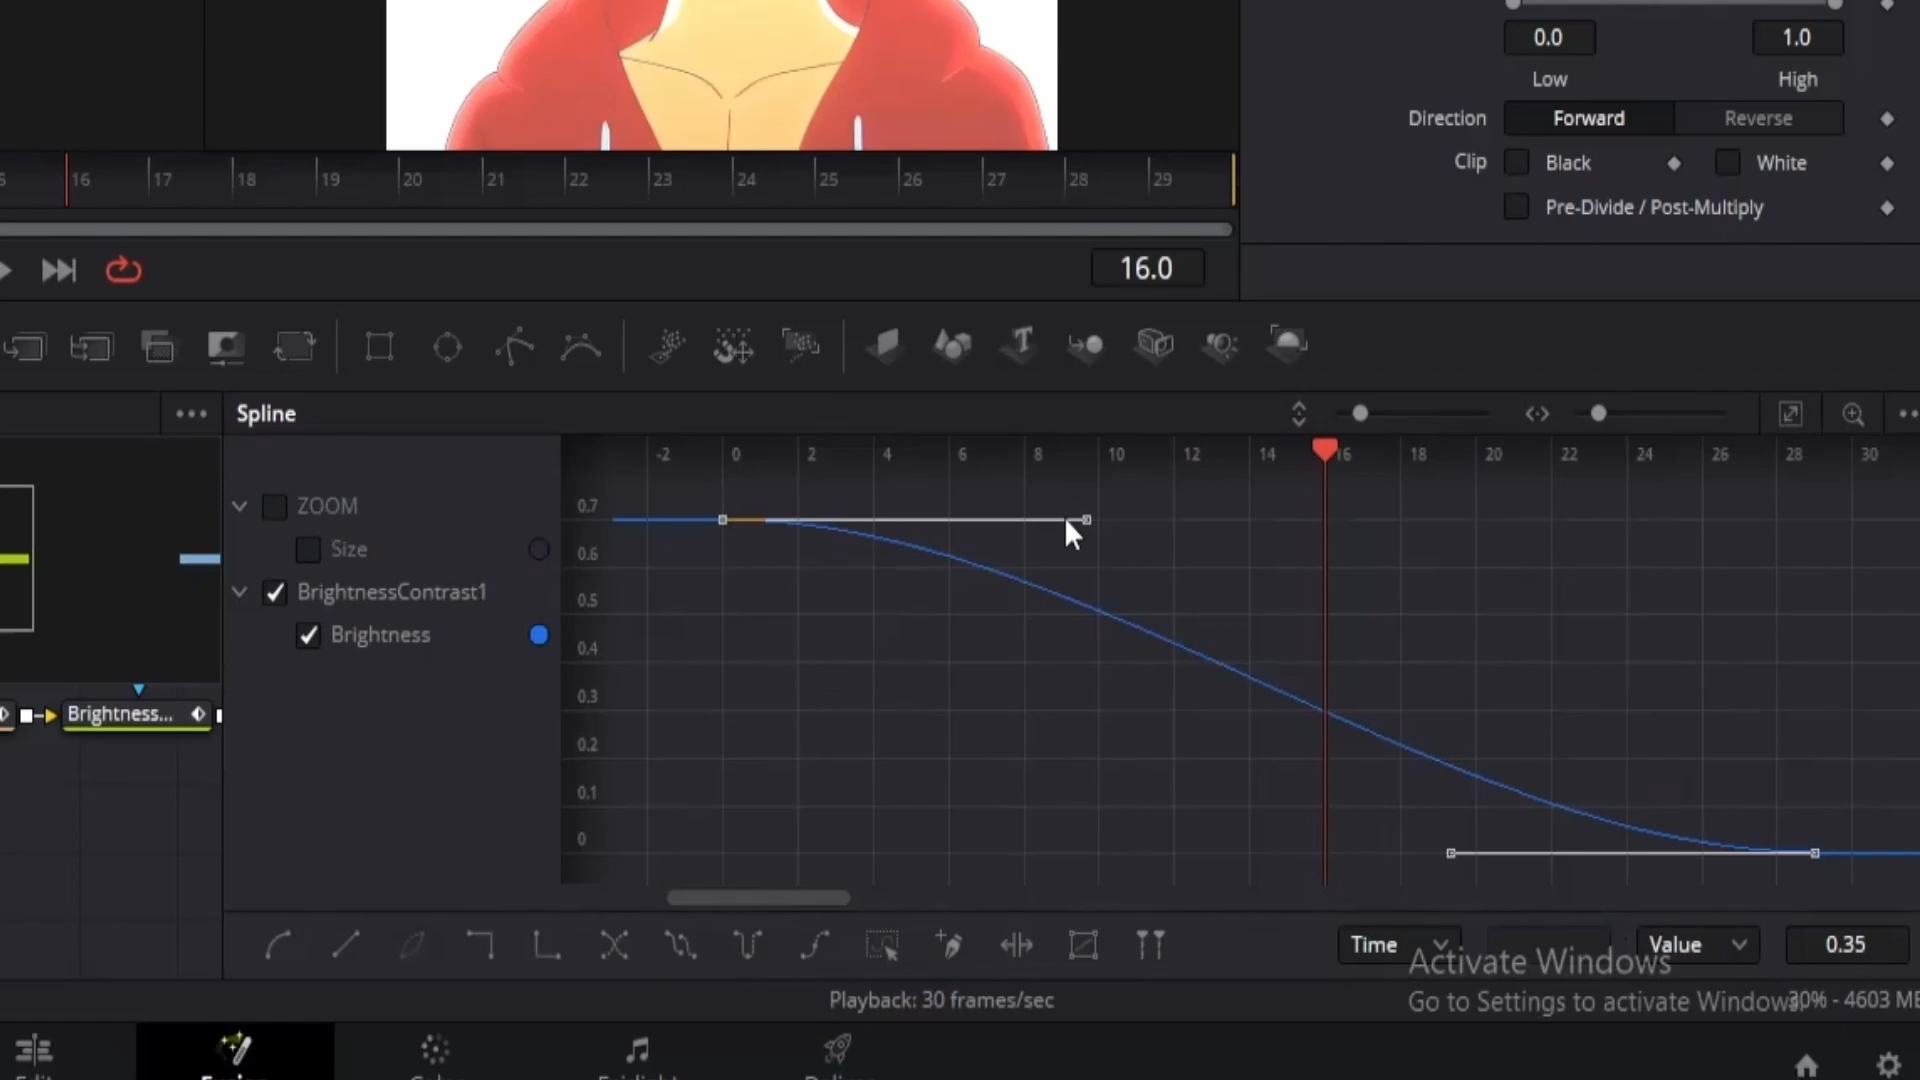 0.0 1.0
Low High
Direction Forward Reverse
Clip Black White
Pre-Divide / Post-Multiply
5 16 17 18 19 20 21 22 23 24 25 26 27 28 29
16.0
Spline
-2 0 2 4 6 8 10 12 14 16 18 20 22 24 26 28 30
ZOOM
Size
BrightnessContrast1
Brightness
0.7
0.6
0.5
0.4
0.3
0.2
0.1
0
Brightness...
Time Value 0.35
Activate Windows
Playback: 30 frames/sec
Go to Settings to activate Windows.
30% - 4603 MB